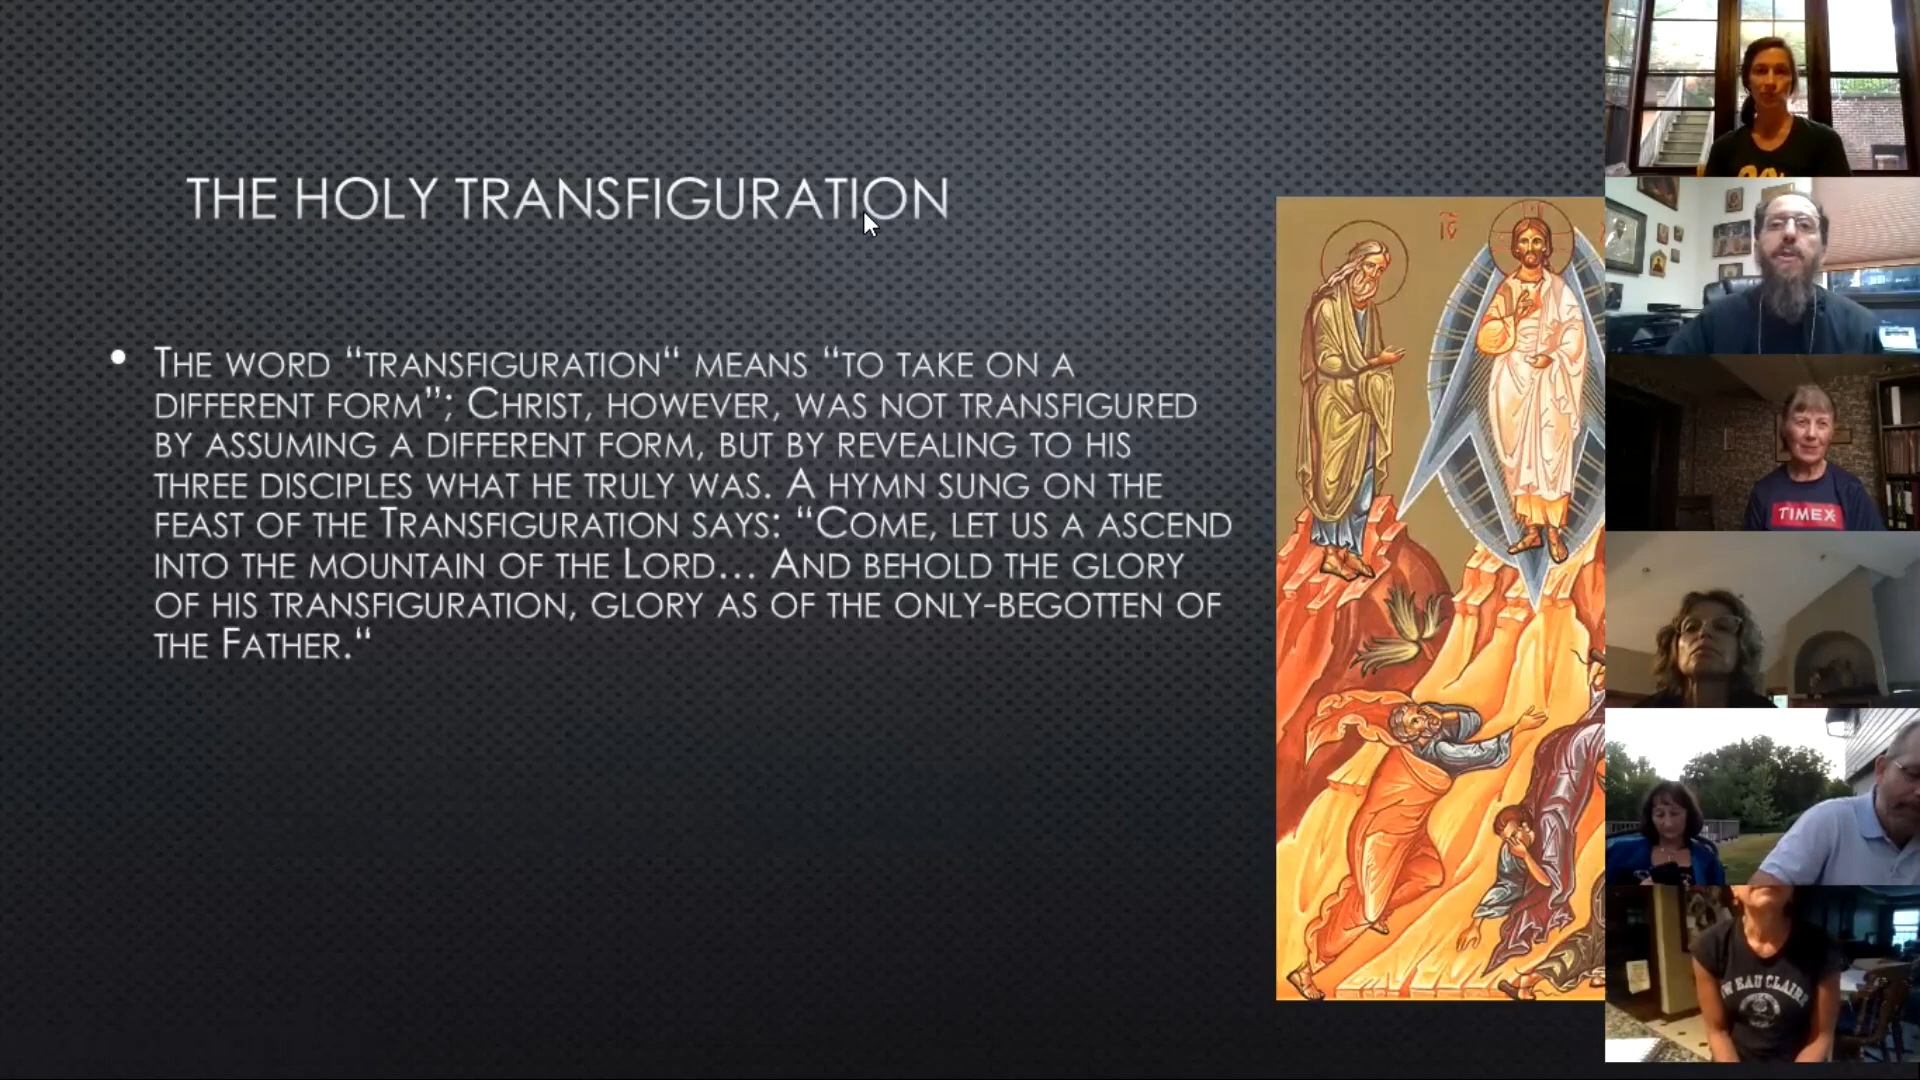 THE HOLY TRANSFIGURATION
• THE WORD “TRANSFIGURATION“ MEANS “TO TAKE ON A
DIFFERENT FORM”; CHRIST, HOWEVER, WAS NOT TRANSFIGURED
BY ASSUMING A DIFFERENT FORM, BUT BY REVEALING TO HIS
THREE DISCIPLES WHAT HE TRULY WAS. A HYMN SUNG ON THE
FEAST OF THE TRANSFIGURATION SAYS: “COME, LET US A ASCEND
INTO THE MOUNTAIN OF THE LORD... AND BEHOLD THE GLORY
OF HIS TRANSFIGURATION, GLORY AS OF THE ONLY-BEGOTTEN OF
THE FATHER.“
TIMEX
EAU CLAIRE